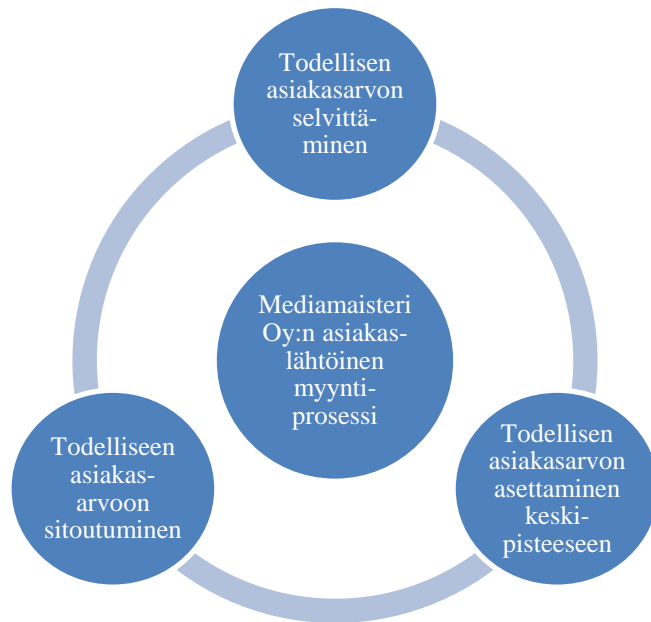 Todellisen
asiakasarvon
selvittä-
minen
Mediamaisteri
Oy:n asiakas-
lähtöinen
myynti-
prosessi
Todelliseen
asiakas-
arvoon
sitoutuminen
Todellisen
asiakasarvon
asettaminen
keski-
pisteeseen